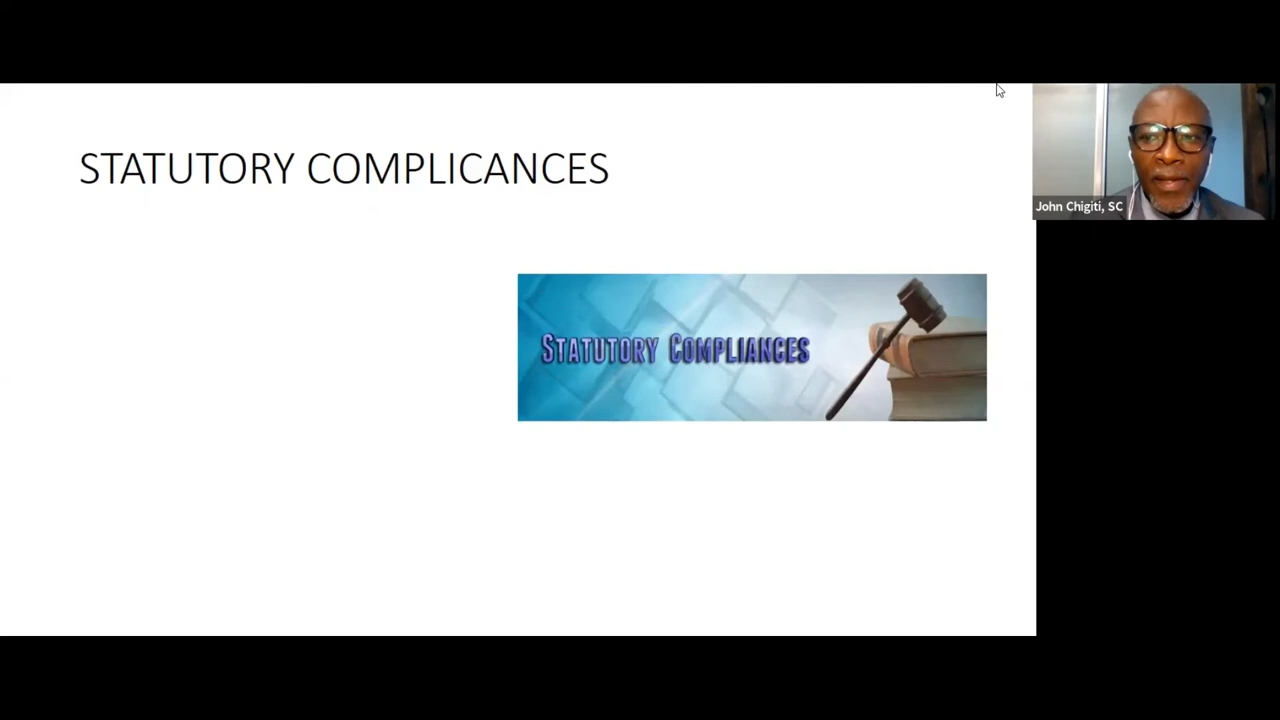 STATUTORY COMPLICANCES
John Chigiti, SC
STATUTORY COMPLIANCES